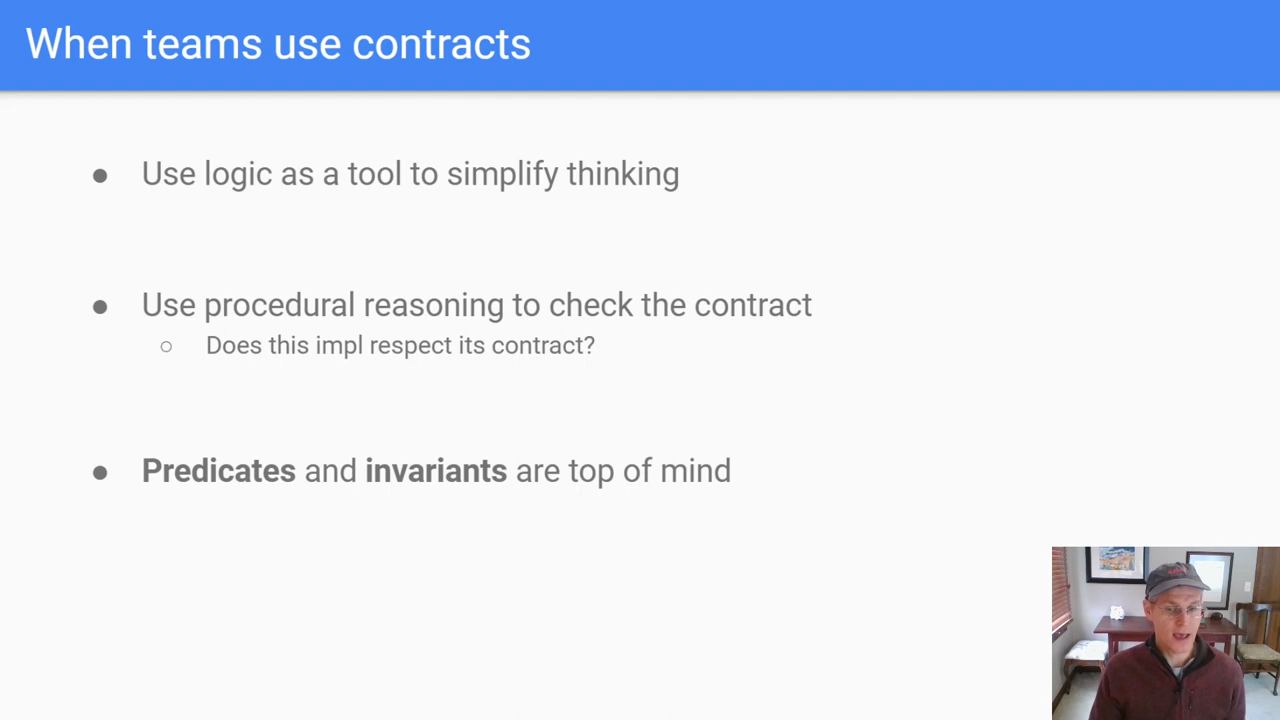 When teams use contracts
● Use logic as a tool to simplify thinking
● Use procedural reasoning to check the contract
○ Does this impl respect its contract?
● Predicates and invariants are top of mind